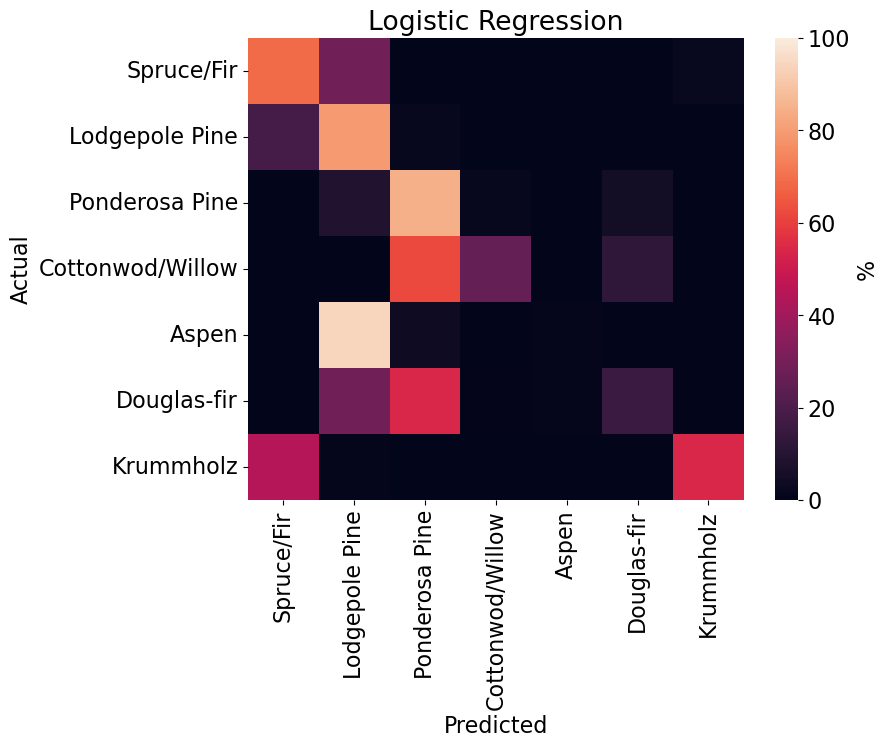 Logistic Regression
Actual
Spruce/Fir
Lodgepole Pine
Ponderosa Pine
Cottonwod/Willow
Aspen
Douglas-fir
Krummholz
Spruce/Fir
Lodgepole Pine
Ponderosa Pine
Cottonwod/Willow
Aspen
Douglas-fir
Krummholz
Predicted
100
80
60
40
20
0
%